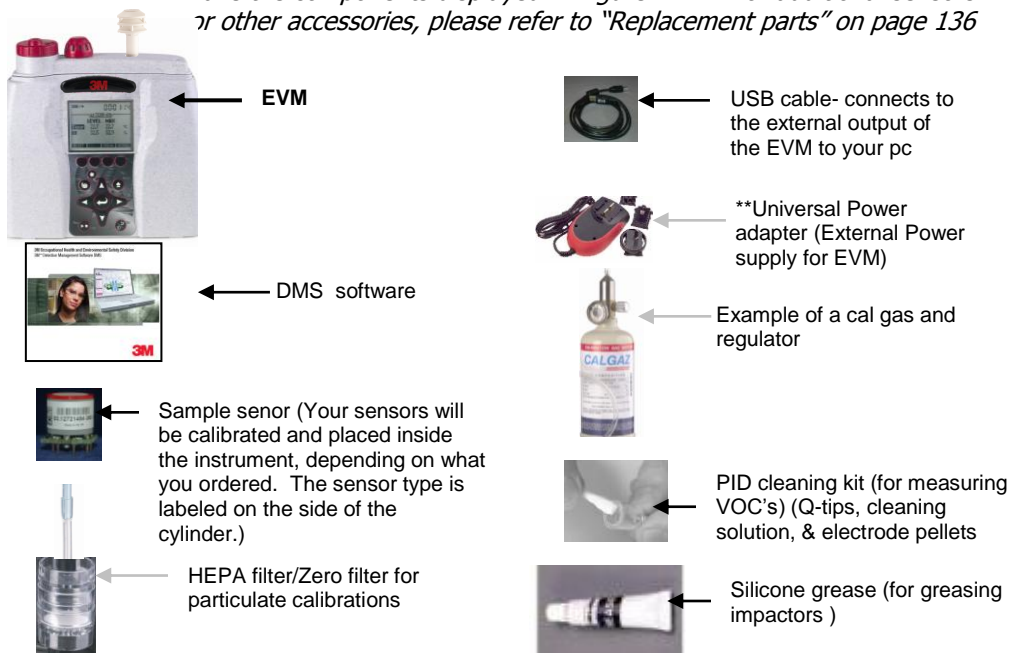 or other accessories, please refer to "Replacement parts" on page 136
3M
EVM
USB cable- connects to
the external output of
the EVM to your pc
**Universal Power
adapter (External Power
supply for EVM)
3M
DMS software
Example of a cal gas and
regulator
CALGAZ
Sample senor (Your sensors will
be calibrated and placed inside
the instrument, depending on what
you ordered. The sensor type is
labeled on the side of the
cylinder.)
PID cleaning kit (for measuring
VOC's) (Q-tips, cleaning
solution, & electrode pellets
HEPA filter/Zero filter for
particulate calibrations
Silicone grease (for greasing
impactors )